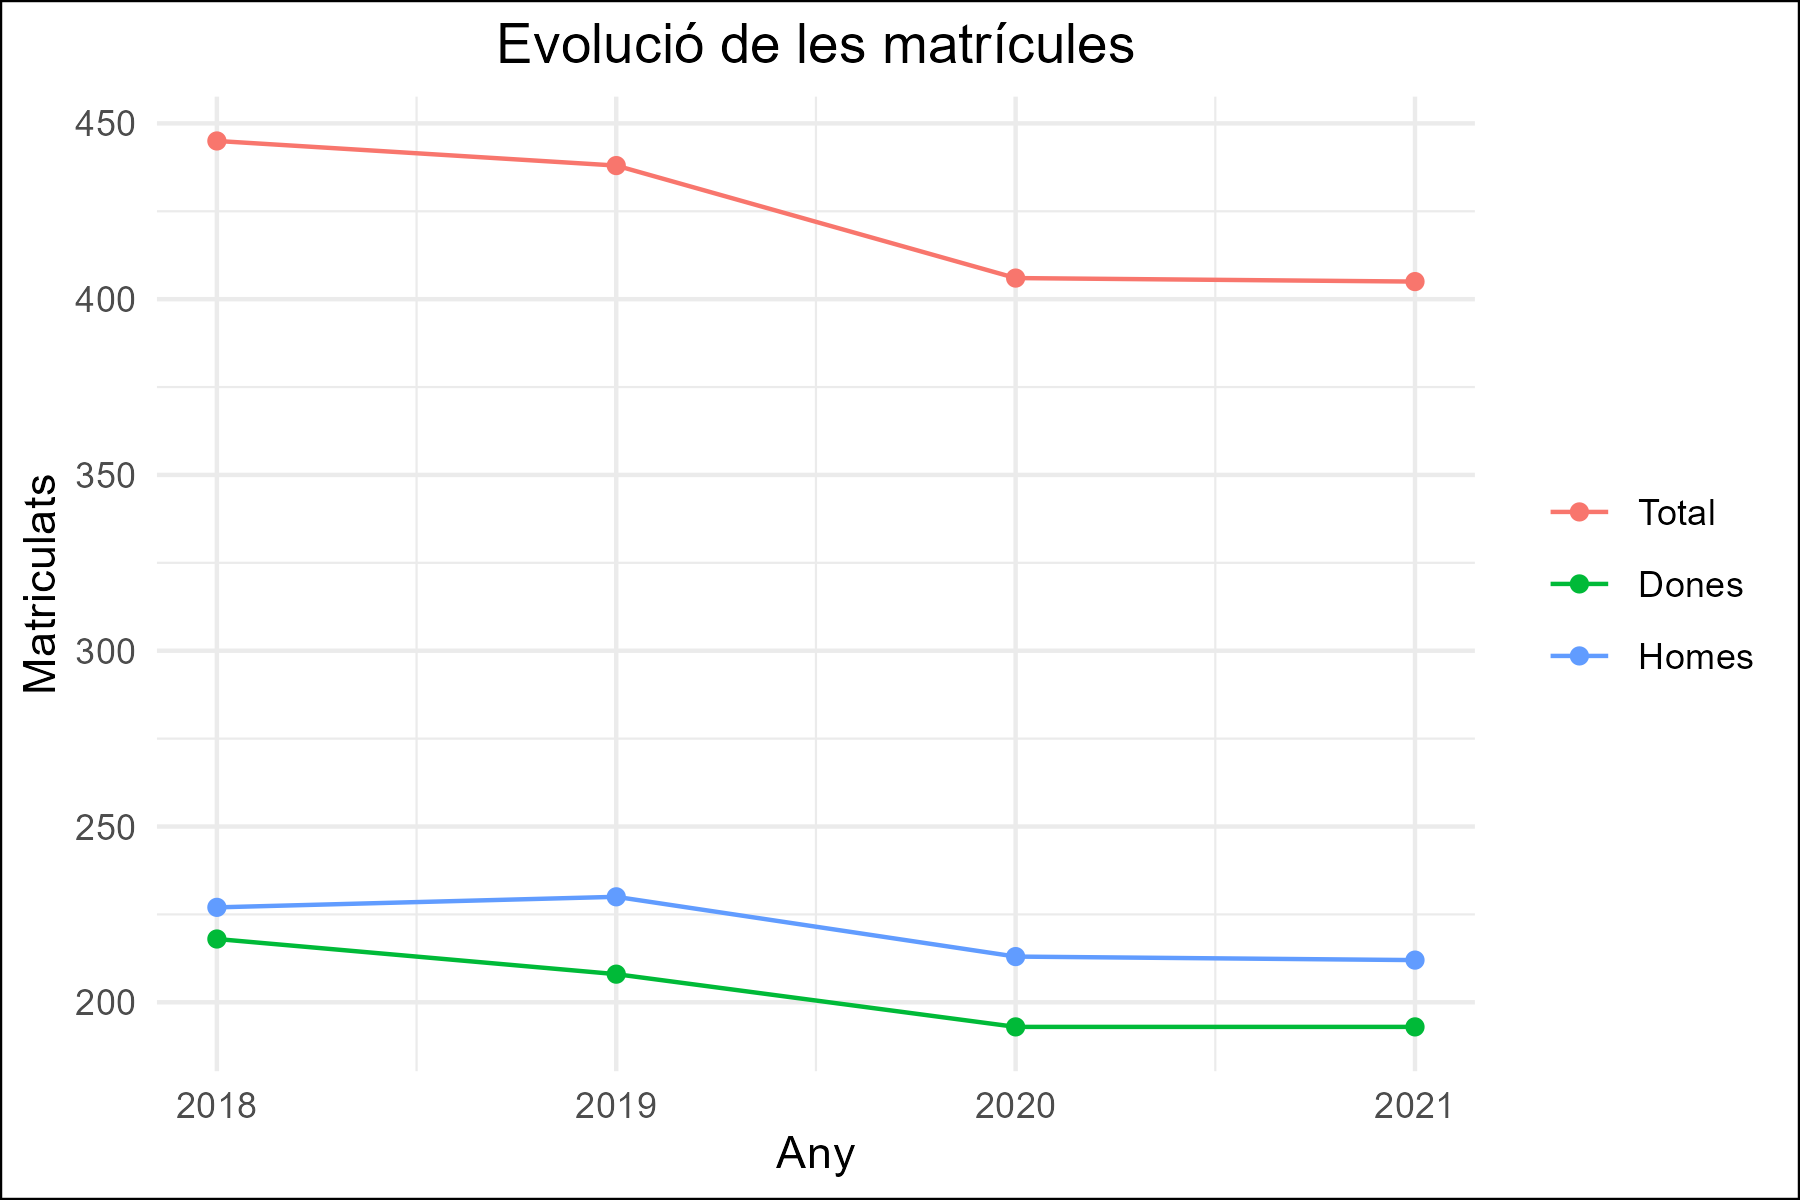 Evolució de les matrícules
450
400
350
300
250
200
Matriculats
2018 2019 2020 2021
Any
Total
Dones
Homes